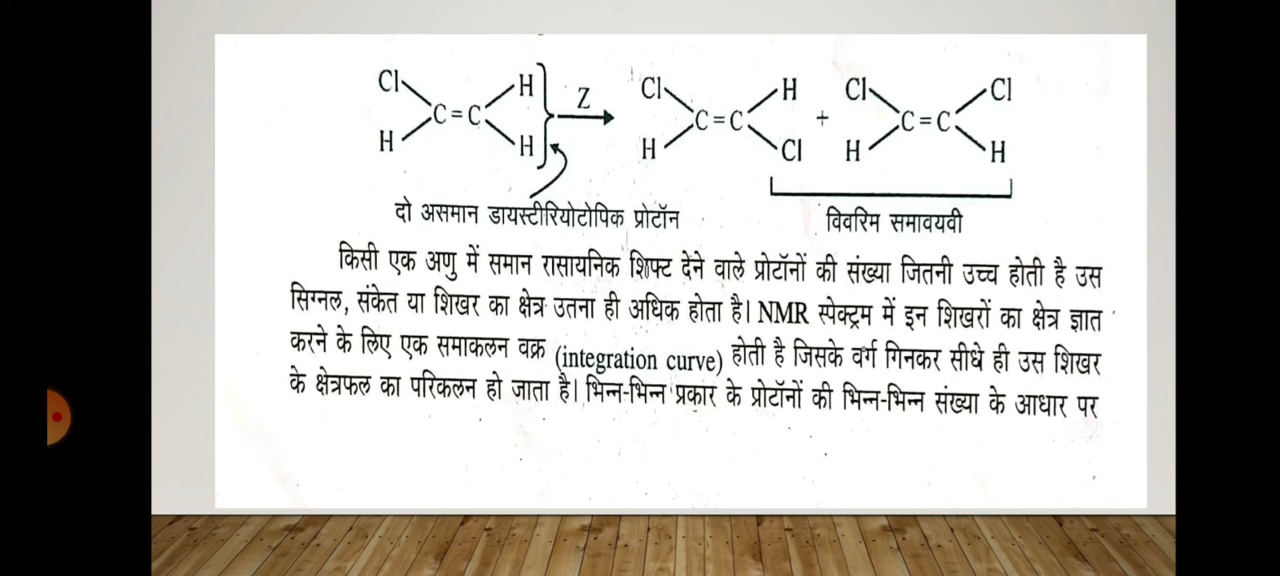 Cl H Z Cl H Cl Cl
C=C C=C + C=C
H H H Cl H H
दो असमान डायस्टीरियोटोपिक प्रोटॉन विवरिम समावयवी
किसी एक अणु में समान रासायनिक शिफ्ट देने वाले प्रोटॉनों की संख्या जितनी उच्च होती है उस
सिग्नल, संकेत या शिखर का क्षेत्र उतना ही अधिक होता है। NMR स्पेक्ट्रम में इन शिखरों का क्षेत्र ज्ञात
करने के लिए एक समाकलन वक्र (integration curve) होती है जिसके वर्ग गिनकर सीधे ही उस शिखर
के क्षेत्रफल का परिकलन हो जाता है। भिन्न-भिन्न प्रकार के प्रोटॉनों की भिन्न-भिन्न संख्या के आधार पर